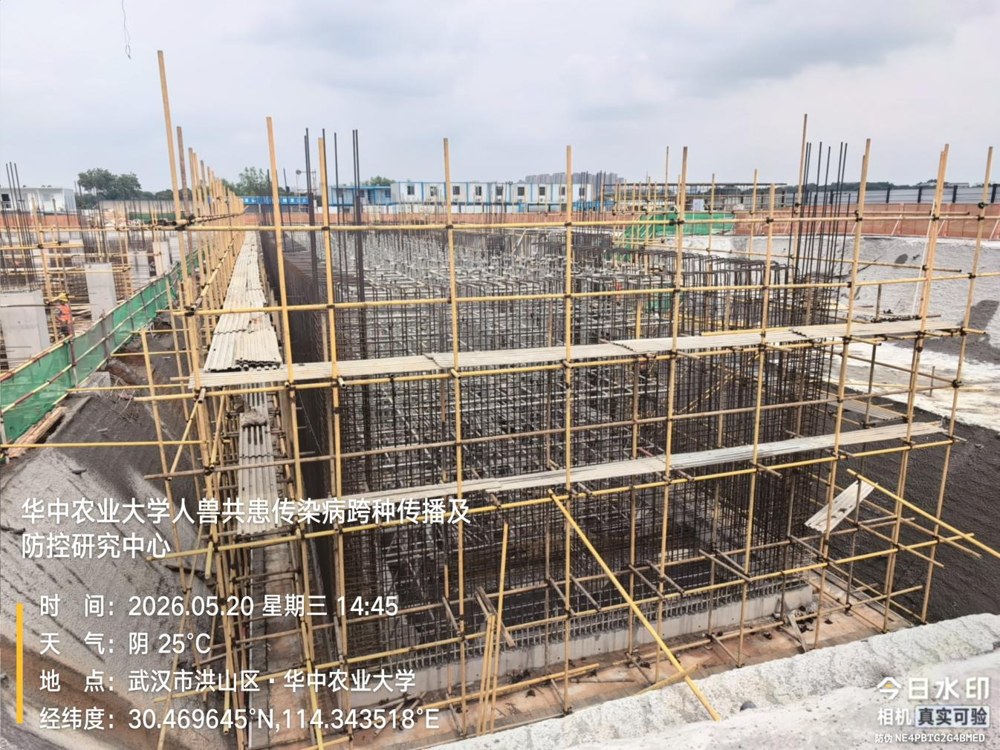 华中农业大学人兽共患传染病跨种传播及
防控研究中心
时 间：2026.05.20 星期三 14:45
天 气：阴 25℃
地 点：武汉市洪山区·华中农业大学
经纬度：30.469645°N,114.343518°E
今日水印
相机 真实可验
防伪 NE4PBTG2G4BMED